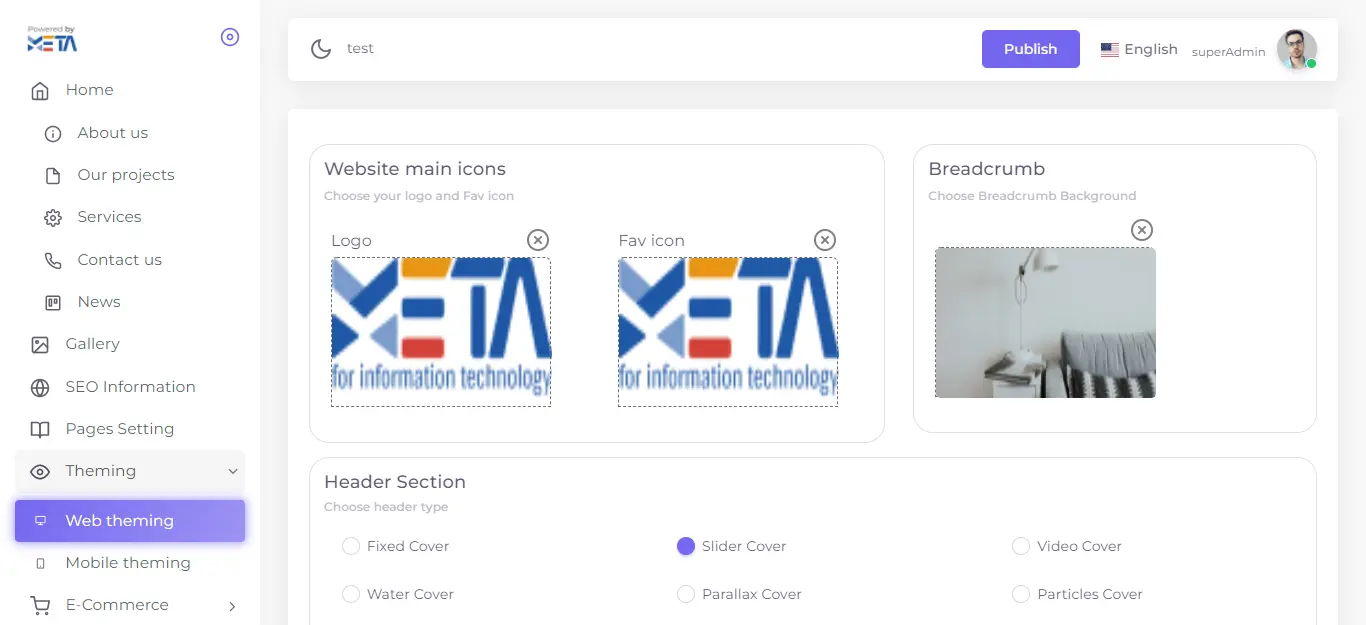 Powered by
META
Home
About us
Our projects
Services
Contact us
News
Gallery
SEO Information
Pages Setting
Theming
Web theming
Mobile theming
E-Commerce
test
Publish
English
superAdmin
Website main icons
Choose your logo and Fav icon
Logo
META
for information technology
Fav icon
META
for information technology
Breadcrumb
Choose Breadcrumb Background
Header Section
Choose header type
Fixed Cover
Slider Cover
Video Cover
Water Cover
Parallax Cover
Particles Cover